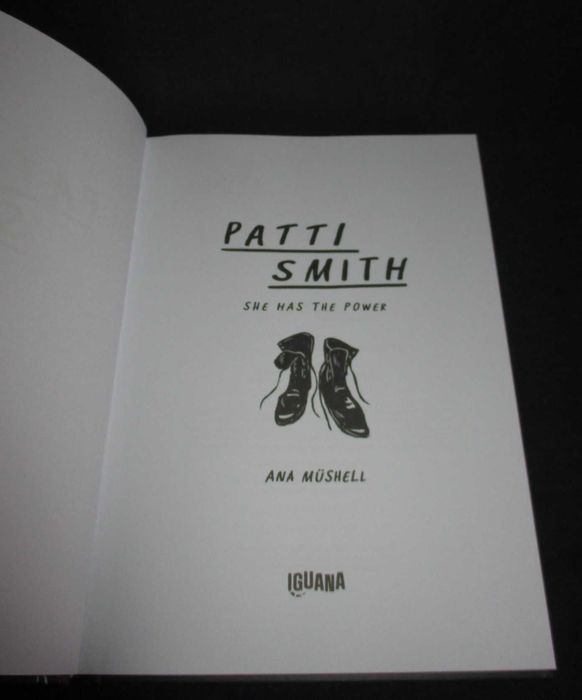 PATTI
SMITH
SHE HAS THE POWER
ANA MÜSHELL
IGUANA